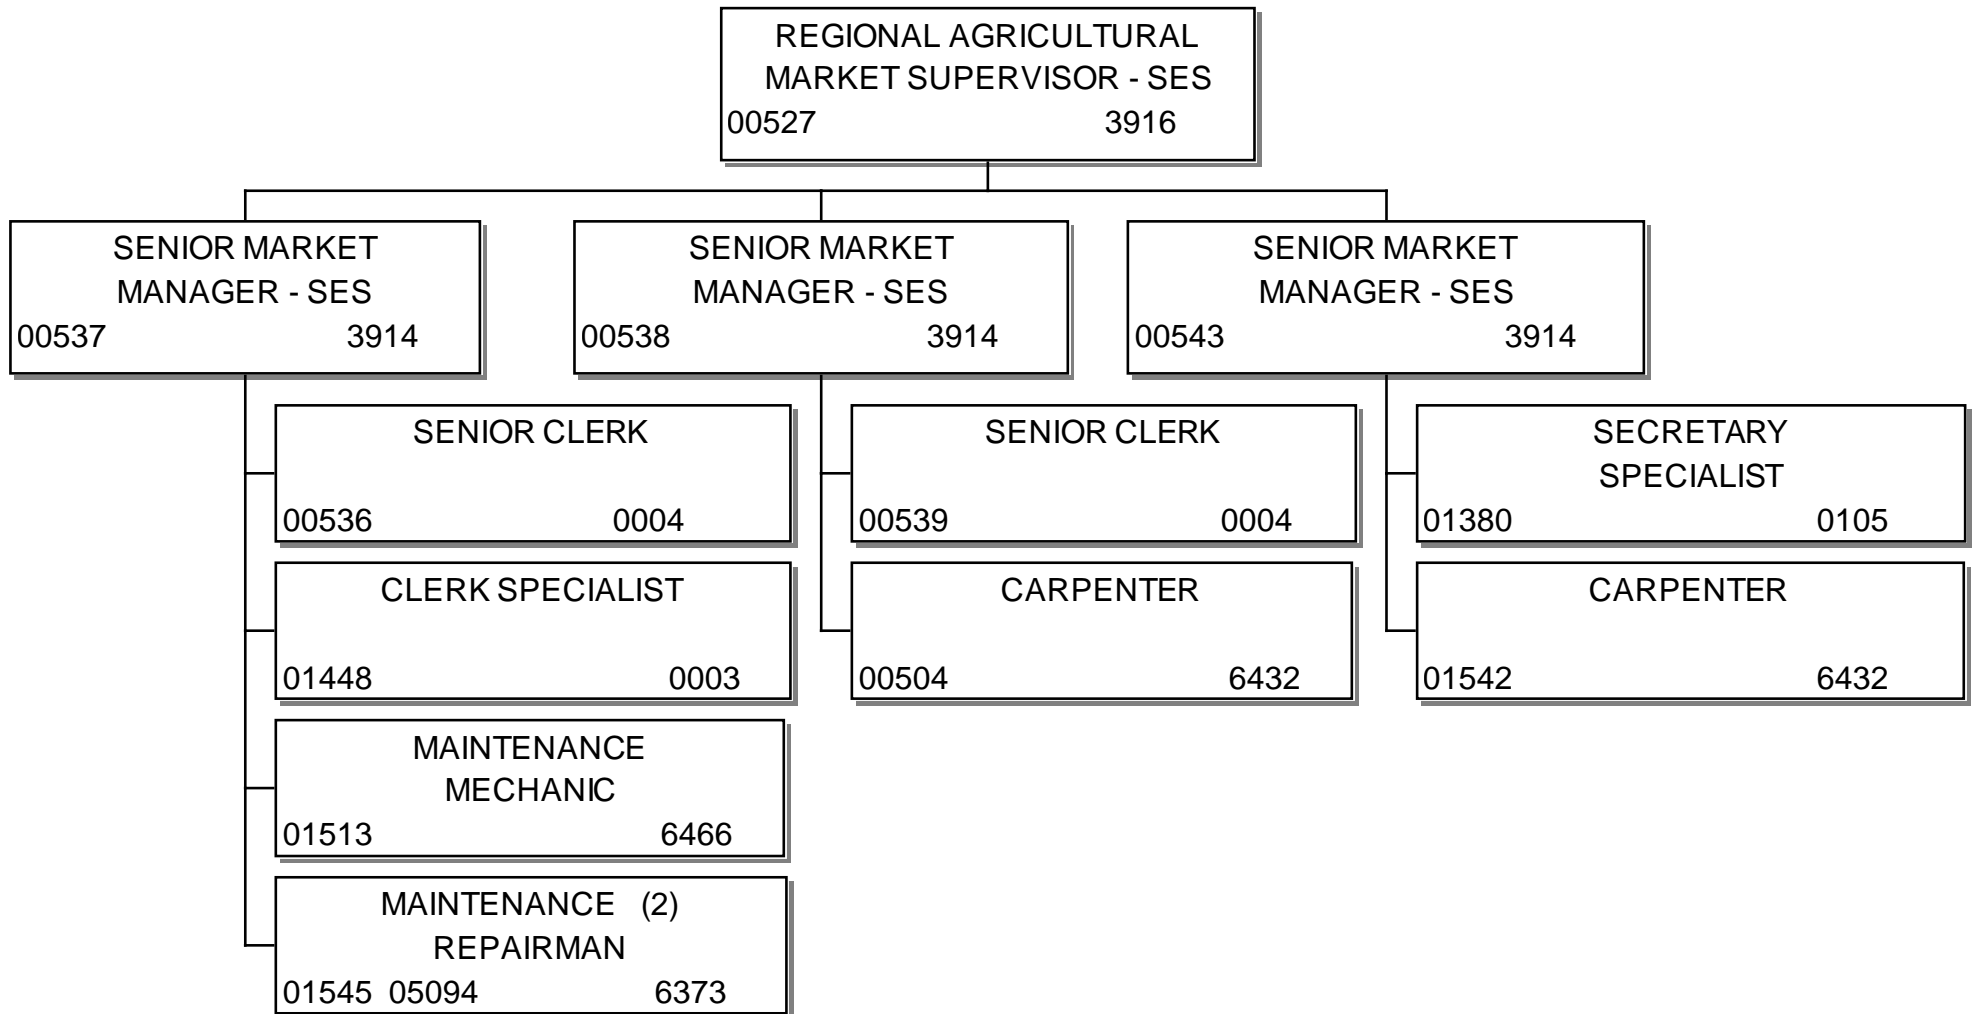 REGIONAL AGRICULTURAL
MARKET SUPERVISOR - SES
00527 3916
SENIOR MARKET
MANAGER - SES
00537 3914
SENIOR MARKET
MANAGER - SES
00538 3914
SENIOR MARKET
MANAGER - SES
00543 3914
SENIOR CLERK
00536 0004
CLERK SPECIALIST
01448 0003
MAINTENANCE
MECHANIC
01513 6466
MAINTENANCE (2)
REPAIRMAN
01545 05094 6373
SENIOR CLERK
00539 0004
CARPENTER
00504 6432
SECRETARY
SPECIALIST
01380 0105
CARPENTER
01542 6432